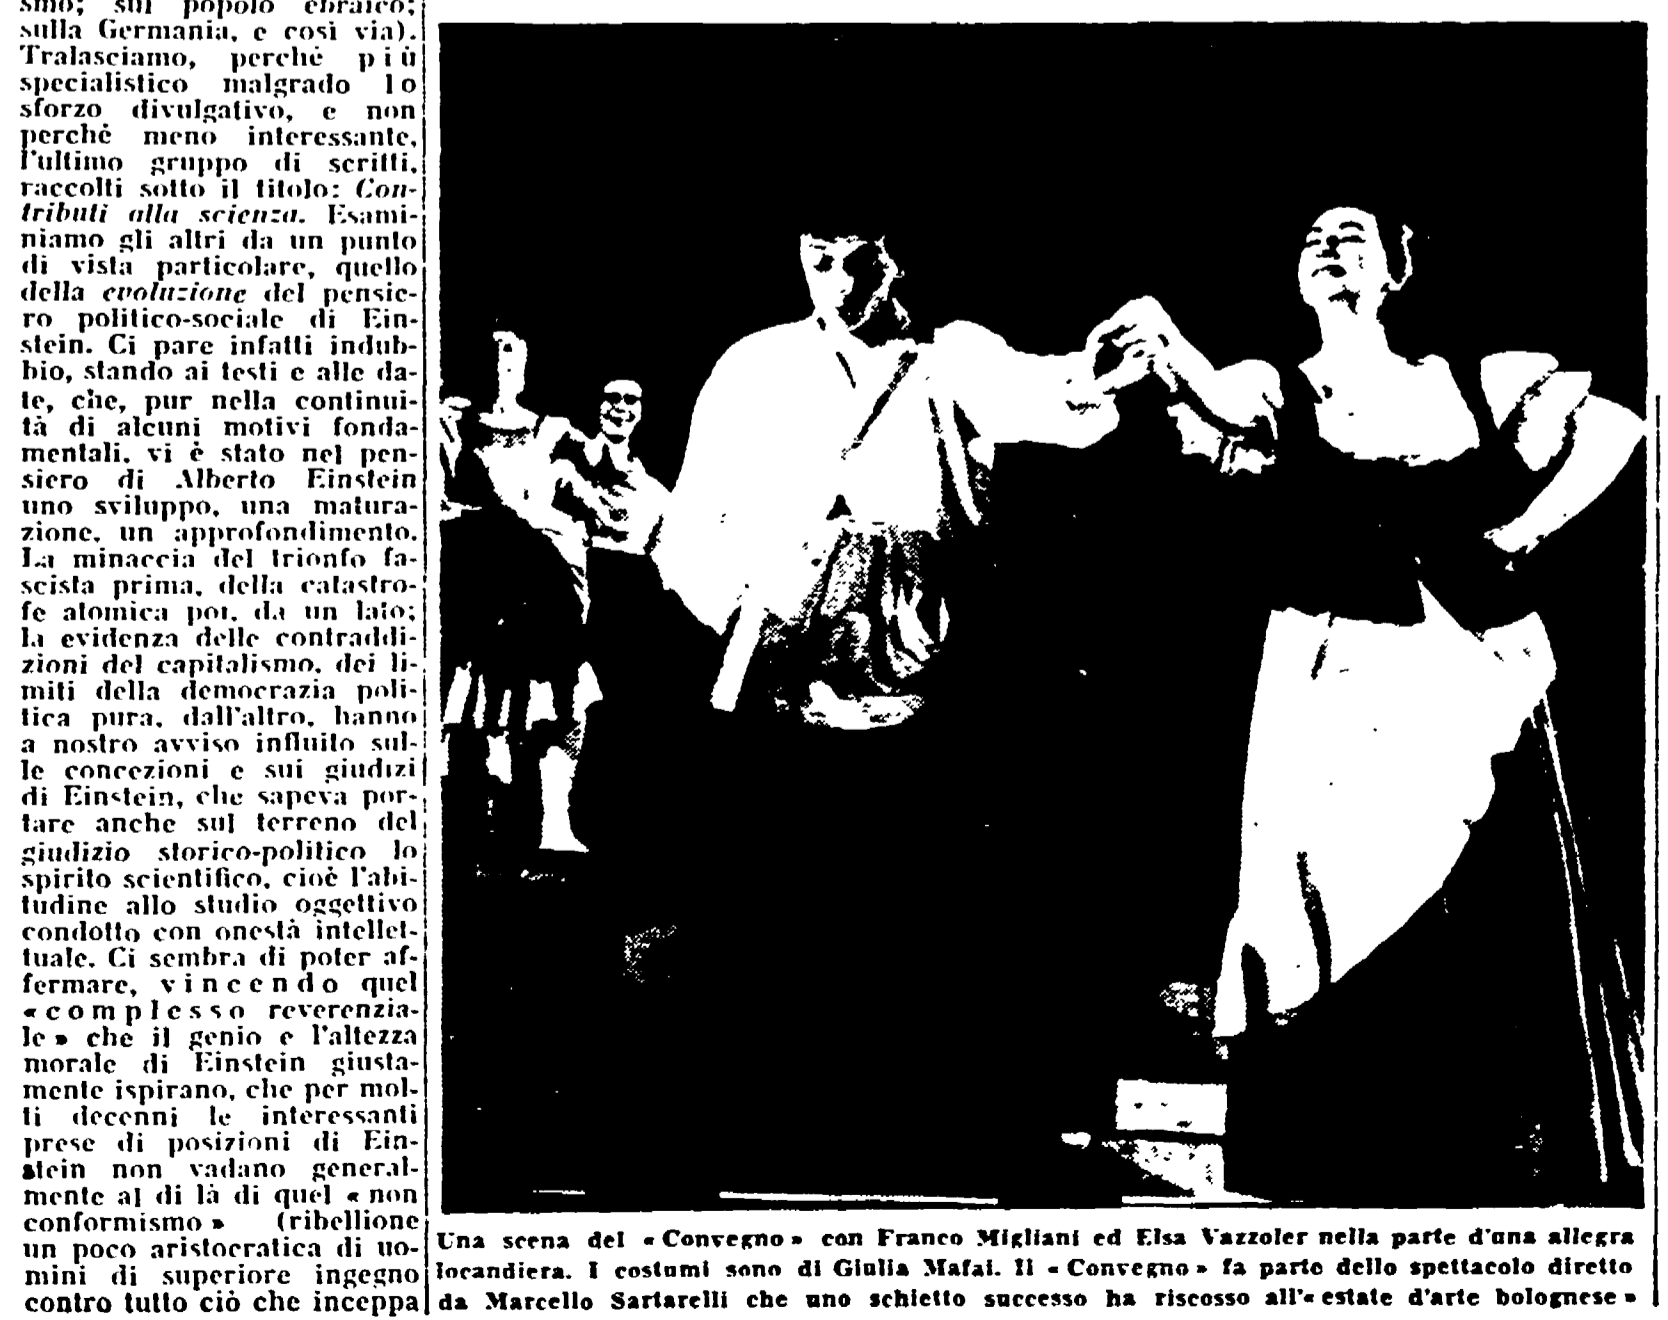 smo; sul popolo ebraico;
sulla Germania, e così via).
Tralasciamo, perchè più
specialistico malgrado lo
sforzo divulgativo, e non
perchè meno interessante,
l'ultimo gruppo di scritti,
raccolti sotto il titolo: Con-
tributi alla scienza. Esami-
niamo gli altri da un punto
di vista particolare, quello
della evoluzione del pensie-
ro politico-sociale di Ein-
stein. Ci pare infatti indub-
bio, stando ai testi e alle da-
te, che, pur nella continui-
tà di alcuni motivi fonda-
mentali, vi è stato nel pen-
siero di Alberto Einstein
uno sviluppo, una matura-
zione, un approfondimento.
La minaccia del trionfo fa-
scista prima, della catastro-
fe atomica poi, da un lato;
la evidenza delle contraddi-
zioni del capitalismo, dei li-
miti della democrazia poli-
tica pura, dall'altro, hanno
a nostro avviso influito sul-
le concezioni e sui giudizi
di Einstein, che sapeva por-
tare anche sul terreno del
giudizio storico-politico lo
spirito scientifico, cioè l'abi-
tudine allo studio oggettivo
condotto con onestà intellet-
tuale. Ci sembra di poter af-
fermare, vincendo quel
«complesso reverenzia-
le» che il genio e l'altezza
morale di Einstein giusta-
mente ispirano, che per mol-
ti decenni le interessanti
prese di posizioni di Ein-
stein non vadano general-
mente al di là di quel «non
conformismo» (ribellione
un poco aristocratica di uo-
mini di superiore ingegno
contro tutto ciò che inceppa
Una scena del «Convegno» con Franco Migliani ed Elsa Vazzoler nella parte d'una allegra
locandiera. I costumi sono di Giulia Mafai. Il «Convegno» fa parte dello spettacolo diretto
da Marcello Sartarelli che uno schietto successo ha riscosso all'«estate d'arte bolognese»